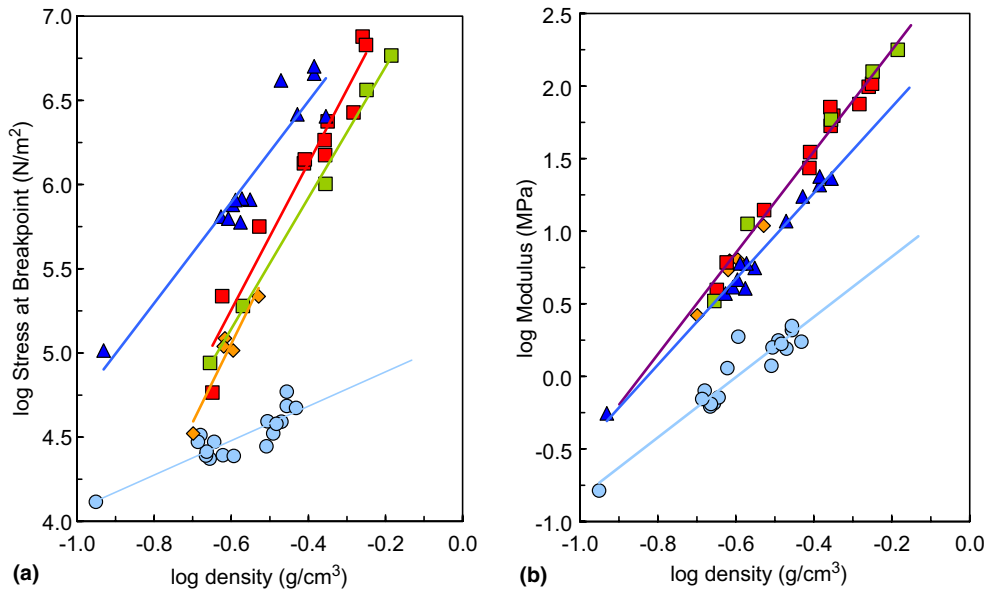 7.0
6.5
6.0
5.5
5.0
4.5
4.0
log Stress at Breakpoint (N/m²)
-1.0 -0.8 -0.6 -0.4 -0.2 0.0
log density (g/cm³)
(a)
2.5
2.0
1.5
1.0
0.5
0.0
-0.5
-1.0
log Modulus (MPa)
-1.0 -0.8 -0.6 -0.4 -0.2 0.0
log density (g/cm³)
(b)